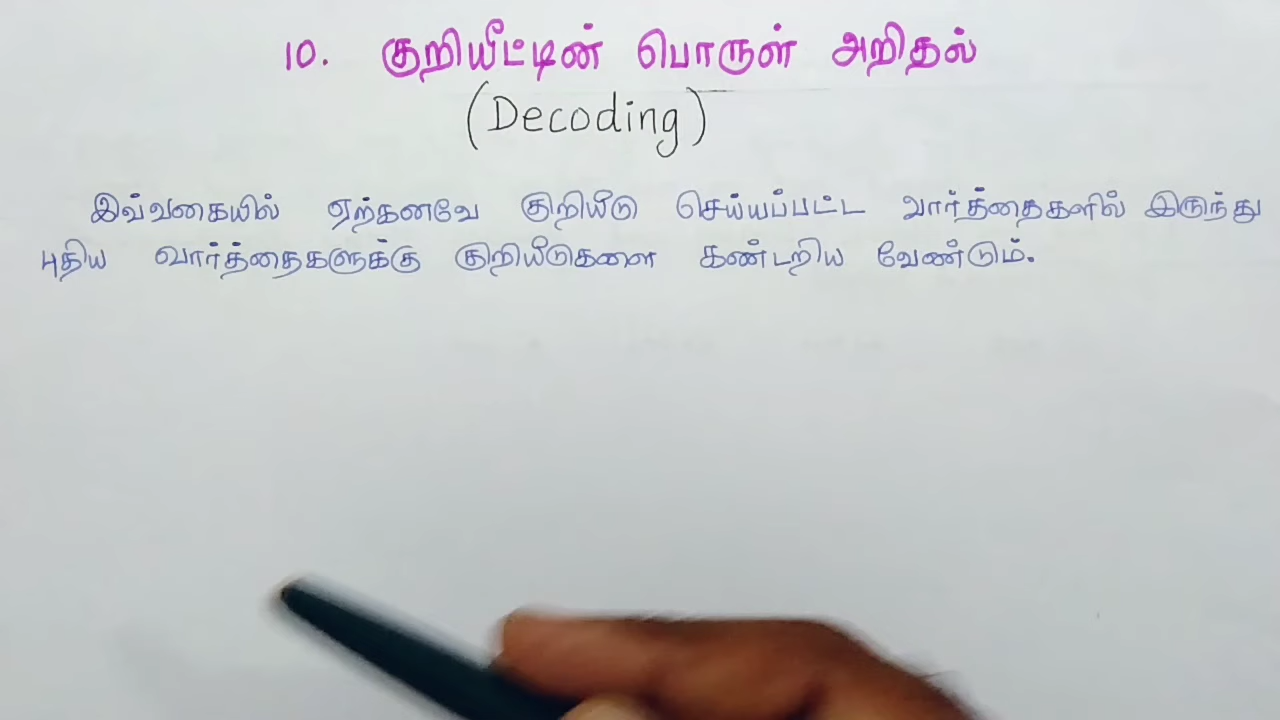 10. குறியீட்டின் பொருள் அறிதல்
(Decoding)
இவ்வகையில் ஏற்கனவே குறியீடு செய்யப்பட்ட வார்த்தைகளில் இருந்து
புதிய வார்த்தைகளுக்கு குறியீடுகளை கண்டறிய வேண்டும்.